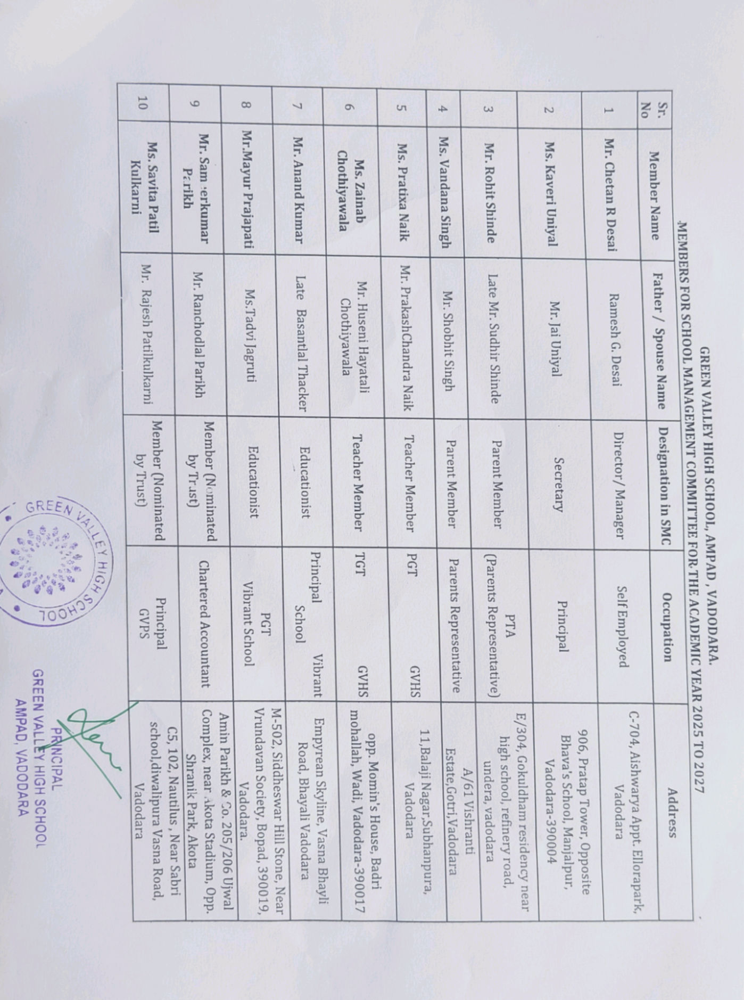 GREEN VALLEY HIGH SCHOOL, AMPAD , VADODARA.
MEMBERS FOR SCHOOL MANAGEMENT COMMITTEE FOR THE ACADEMIC YEAR 2025 TO 2027
Sr. No Member Name Father / Spouse Name Designation in SMC Occupation Address
1 Mr. Chetan R Desai Ramesh G. Desai Director/ Manager Self Employed C-704, Aishwarya Appt. Ellorapark,
Vadodara
2 Ms. Kaveri Uniyal Mr. Jai Uniyal Secretary Principal 906, Pratap Tower, Opposite
Bhava's School, Manjalpur,
Vadodara-390004
3 Mr. Rohit Shinde Late Mr. Sudhir Shinde Parent Member PTA
(Parents Representative) E/304, Gokuldham residency near
high school, refinery road,
undera, vadodara
4 Ms. Vandana Singh Mr. Shobhit Singh Parent Member Parents Representative A/61 Vishranti
Estate,Gotri,Vadodara
5 Ms. Pratixa Naik Mr. PrakashChandra Naik Teacher Member PGT GVHS 11,Balaji Nagar,Subhanpura,
Vadodara
6 Ms. Zainab
Chothiyawala Mr. Huseni Hayatali
Chothiyawala Teacher Member TGT GVHS opp. Momin's House, Badri
mohallah, Wadi, Vadodara-390017
7 Mr. Anand Kumar Late Basantlal Thacker Educationist Principal Vibrant
School Empyrean Skyline, Vasna Bhayli
Road, Bhayali Vadodara
8 Mr.Mayur Prajapati Ms.Tadvi Jagruti Educationist PGT
Vibrant School M-502, Siddheswar Hill Stone, Near
Vrundavan Society, Bopad, 390019,
Vadodara.
9 Mr. Sameerkumar
Parikh Mr. Ranchodlal Parikh Member (Nominated
by Trust) Chartered Accountant Amin Parikh & Co. 205/206 Ujwal
Complex, near Akota Stadium, Opp.
Shranik Park, Akota
10 Ms. Savita Patil
Kulkarni Mr. Rajesh Patilkulkarni Member (Nominated
by Trust) Principal
GVPS C5, 102, Nautilus , Near Sabri
school,diwalipura Vasna Road,
Vadodara
GREEN VALLEY HIGH SCHOOL
PRINCIPAL
GREEN VALLEY HIGH SCHOOL
AMPAD, VADODARA